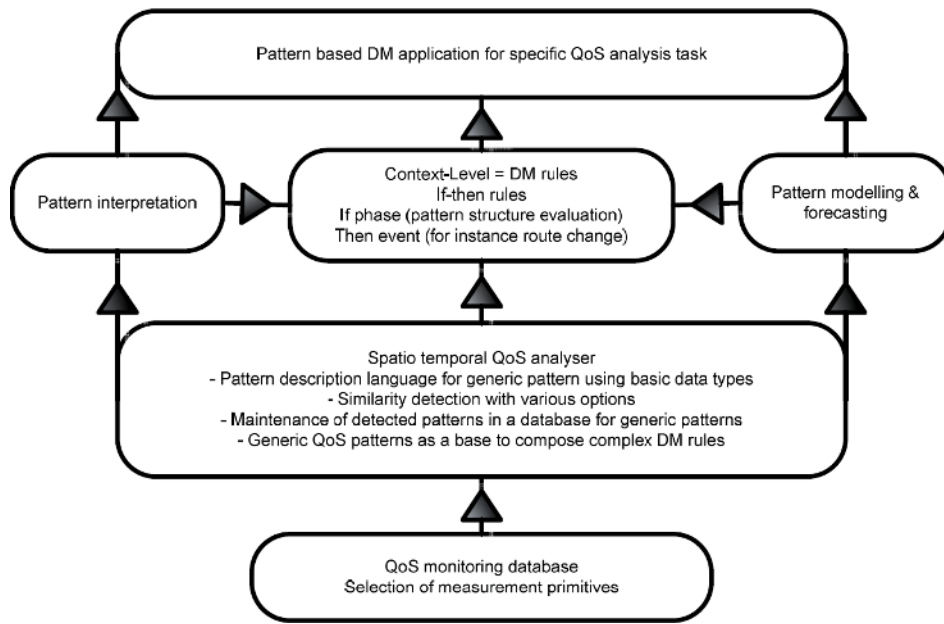 Pattern based DM application for specific QoS analysis task
Pattern interpretation
Context-Level = DM rules
If-then rules
If phase (pattern structure evaluation)
Then event (for instance route change)
Pattern modelling &
forecasting
Spatio temporal QoS analyser
- Pattern description language for generic pattern using basic data types
- Similarity detection with various options
- Maintenance of detected patterns in a database for generic patterns
- Generic QoS patterns as a base to compose complex DM rules
QoS monitoring database
Selection of measurement primitives